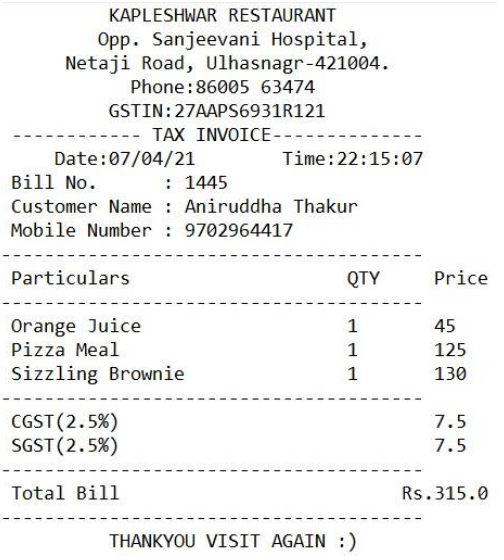 KAPLESHWAR RESTAURANT
Opp. Sanjeevani Hospital,
Netaji Road, Ulhasnagr-421004.
Phone:86005 63474
GSTIN:27AAPS6931R121
------------ TAX INVOICE--------------
Date:07/04/21 Time:22:15:07
Bill No. : 1445
Customer Name : Aniruddha Thakur
Mobile Number : 9702964417
---------------------------------------
Particulars QTY Price
---------------------------------------
Orange Juice 1 45
Pizza Meal 1 125
Sizzling Brownie 1 130
---------------------------------------
CGST(2.5%) 7.5
SGST(2.5%) 7.5
---------------------------------------
Total Bill Rs.315.0
---------------------------------------
THANKYOU VISIT AGAIN :)